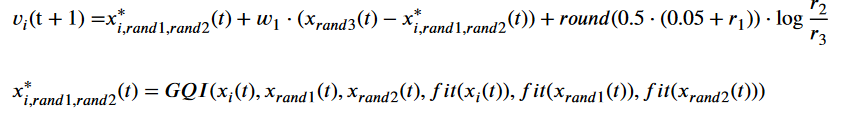 v_i(t + 1) = x^*_{i,rand1,rand2}(t) + w_1 · (x_{rand3}(t) − x^*_{i,rand1,rand2}(t)) + round(0.5 · (0.05 + r_1)) · log \frac{r_2}{r_3}
x^*_{i,rand1,rand2}(t) = GQI(x_i(t), x_{rand1}(t), x_{rand2}(t), fit(x_i(t)), fit(x_{rand1}(t)), fit(x_{rand2}(t)))